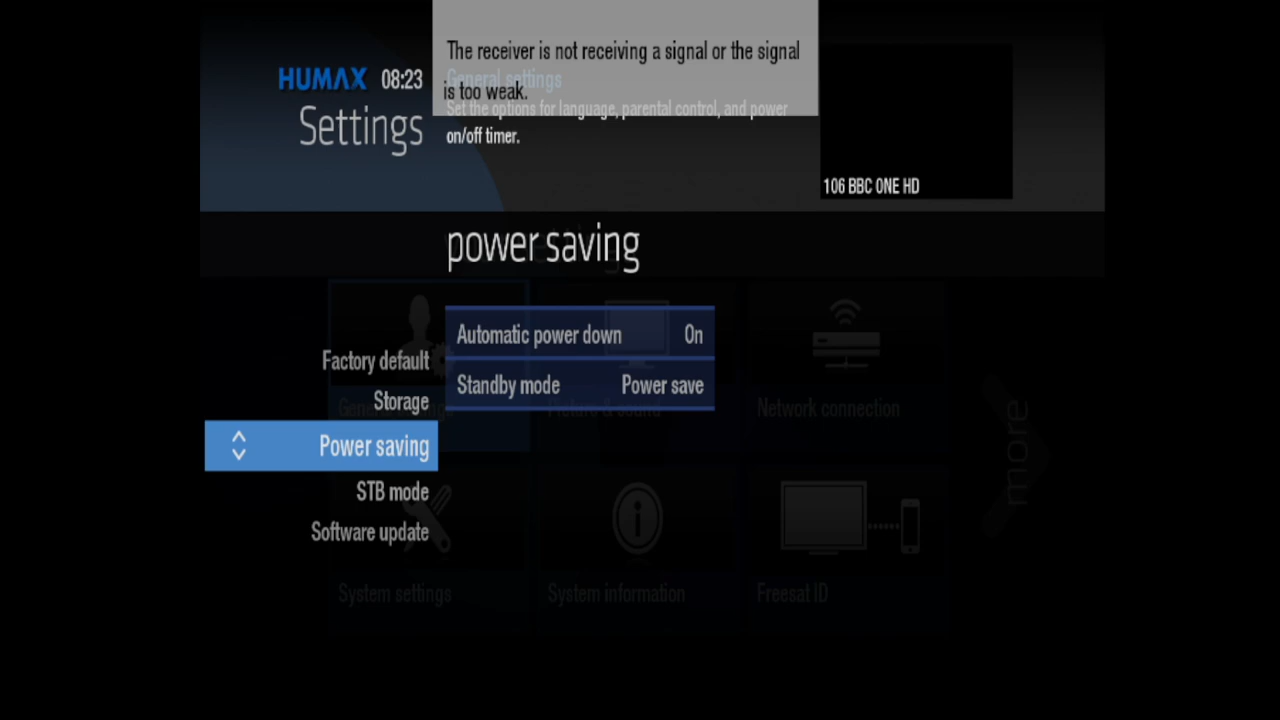 The receiver is not receiving a signal or the signal
is too weak.
HUMAX 08:23
Settings
General settings
Set the options for language, parental control, and power
on/off timer.
106 BBC ONE HD
power saving
Automatic power down On
Standby mode Power save
Factory default
Storage
Power saving
STB mode
Software update
Network connection
more
System settings
System information
Freesat ID